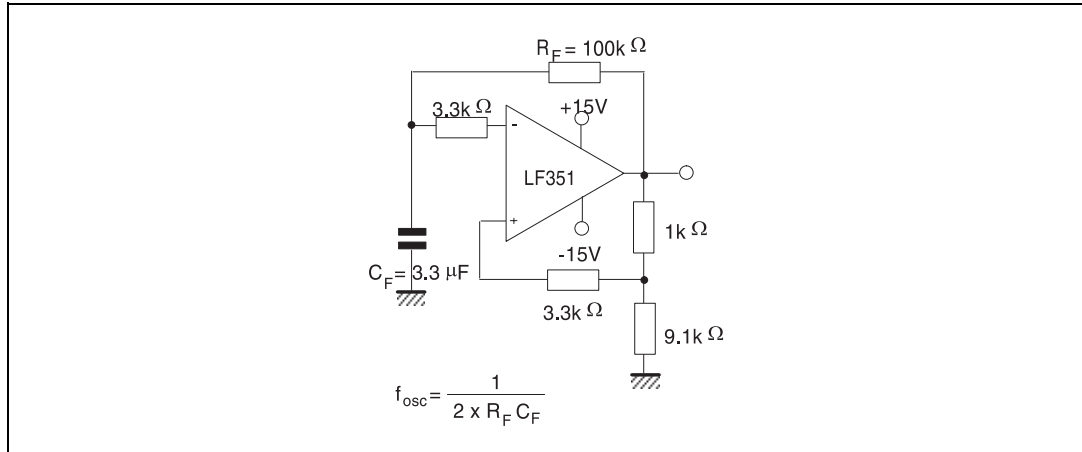 R_F = 100k Ω
3.3k Ω
+15V
-
LF351
+
1k Ω
-15V
C_F = 3.3 μF
3.3k Ω
9.1k Ω
f_osc = 1 / 2 x R_F C_F